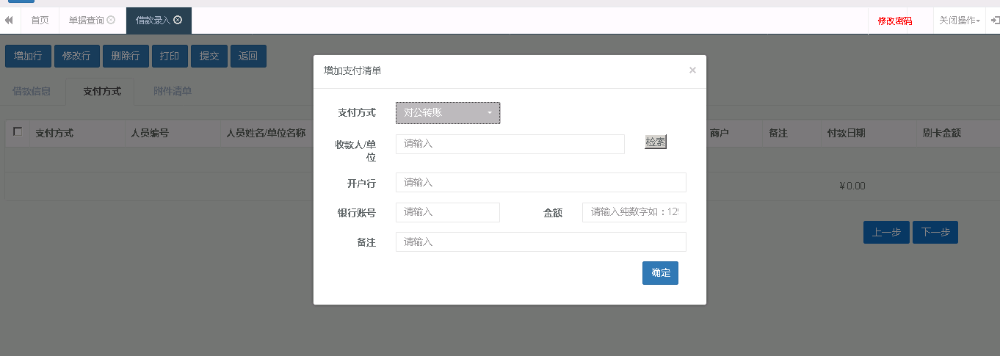 首页
单据查询
借款录入
修改密码
关闭操作
增加行
修改行
删除行
打印
提交
返回
借款信息
支付方式
附件清单
支付方式
人员编号
人员姓名/单位名称
商户
备注
付款日期
刷卡金额
￥0.00
上一步
下一步
增加支付清单
×
支付方式
对公转账
收款人/单
位
请输入
检索
开户行
请输入
银行账号
请输入
金额
请输入纯数字如：129
备注
请输入
确定